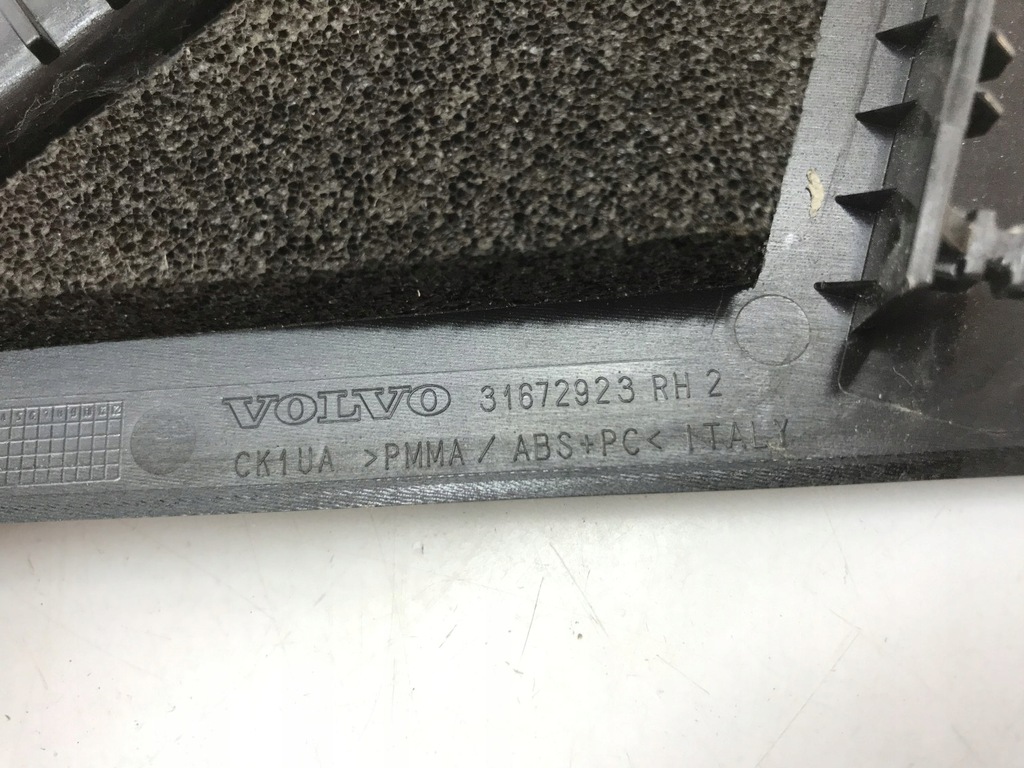 VOLVO 31672923 RH 2
CK1UA >PMMA / ABS+PC< ITALY